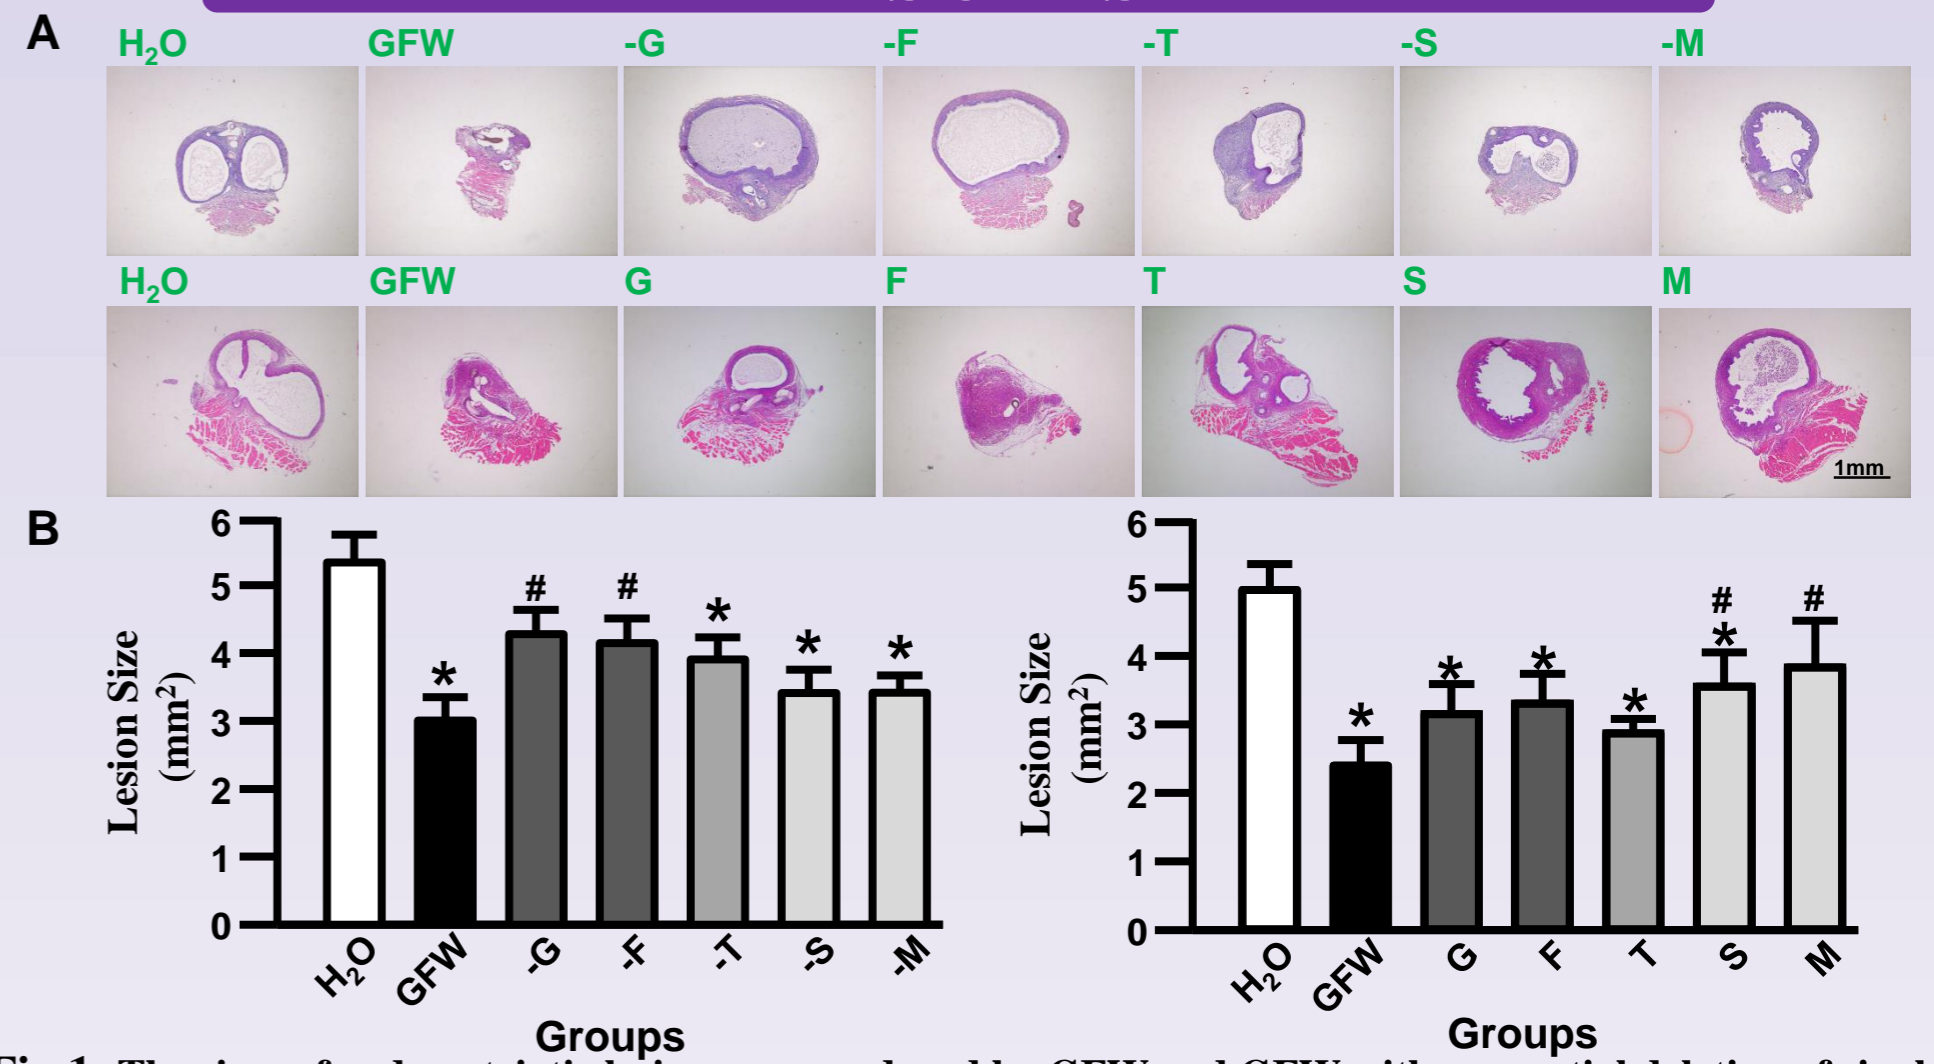 A
H₂O GFW -G -F -T -S -M
H₂O GFW G F T S M
1mm
B
6
5
4
3
2
1
0
Lesion Size
(mm²)
* # # * * *
H₂O GFW -G -F -T -S -M
Groups
6
5
4
3
2
1
0
Lesion Size
(mm²)
# #
* * * * *
H₂O GFW G F T S M
Groups